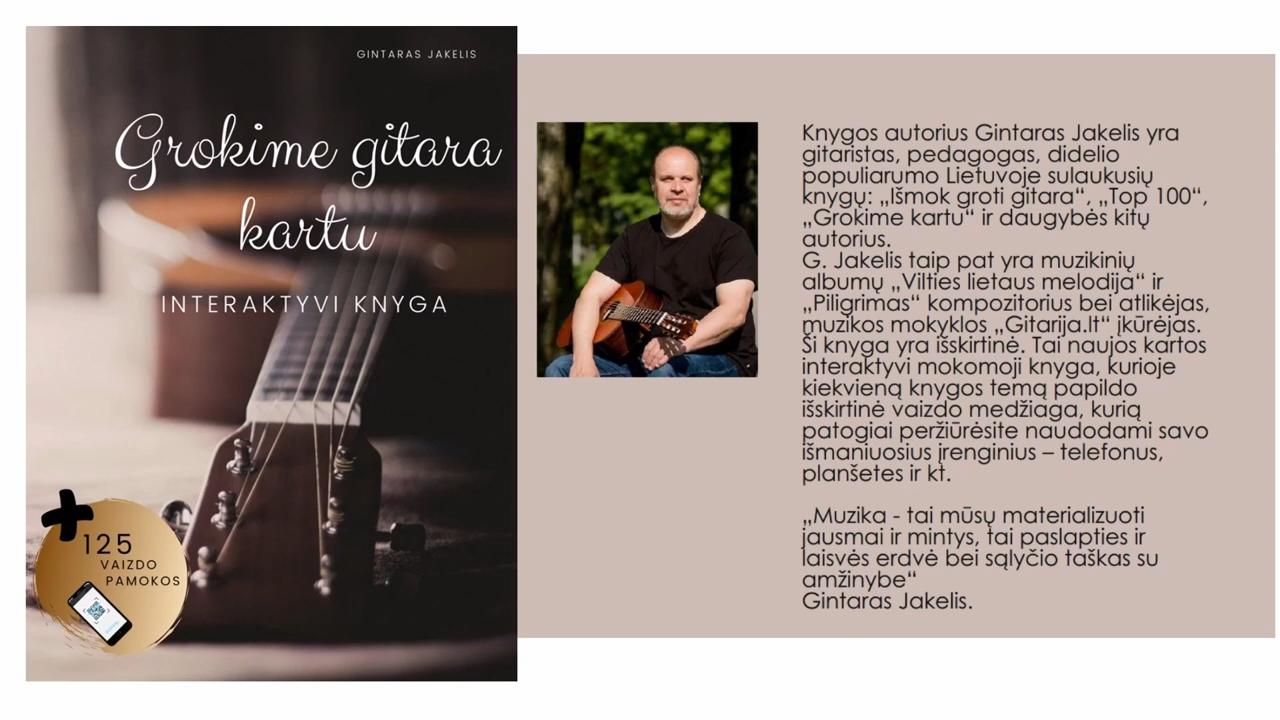 GINTARAS JAKELIS
Grokime gitara
kartu
INTERAKTYVI KNYGA
125
VAIZDO
PAMOKOS
Knygos autorius Gintaras Jakelis yra
gitaristas, pedagogas, didelio
populiarumo Lietuvoje sulaukusių
knygų: „Išmok groti gitara“, „Top 100“,
„Grokime kartu“ ir daugybės kitų
autorius.
G. Jakelis taip pat yra muzikinių
albumų „Vilties lietaus melodija“ ir
„Piligrimas“ kompozitorius bei atlikėjas,
muzikos mokyklos „Gitarija.lt“ įkūrėjas.
Ši knyga yra išskirtinė. Tai naujos kartos
interaktyvi mokomoji knyga, kurioje
kiekvieną knygos temą papildo
išskirtinė vaizdo medžiaga, kurią
patogiai peržiūrėsite naudodami savo
išmaniuosius įrenginius – telefonus,
planšetes ir kt.
„Muzika - tai mūsų materializuoti
jausmai ir mintys, tai paslapties ir
laisvės erdvė bei sąlyčio taškas su
amžinybe“
Gintaras Jakelis.